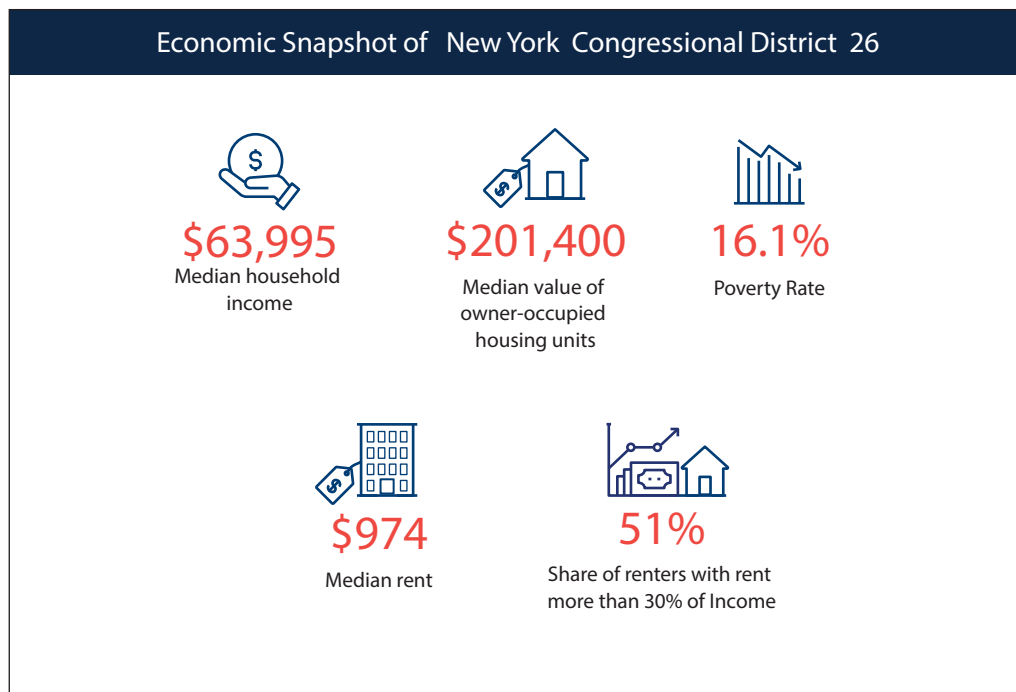 Economic Snapshot of New York Congressional District 26
$
$63,995
Median household
income
$
$201,400
Median value of
owner-occupied
housing units
16.1%
Poverty Rate
$
$974
Median rent
51%
Share of renters with rent
more than 30% of Income